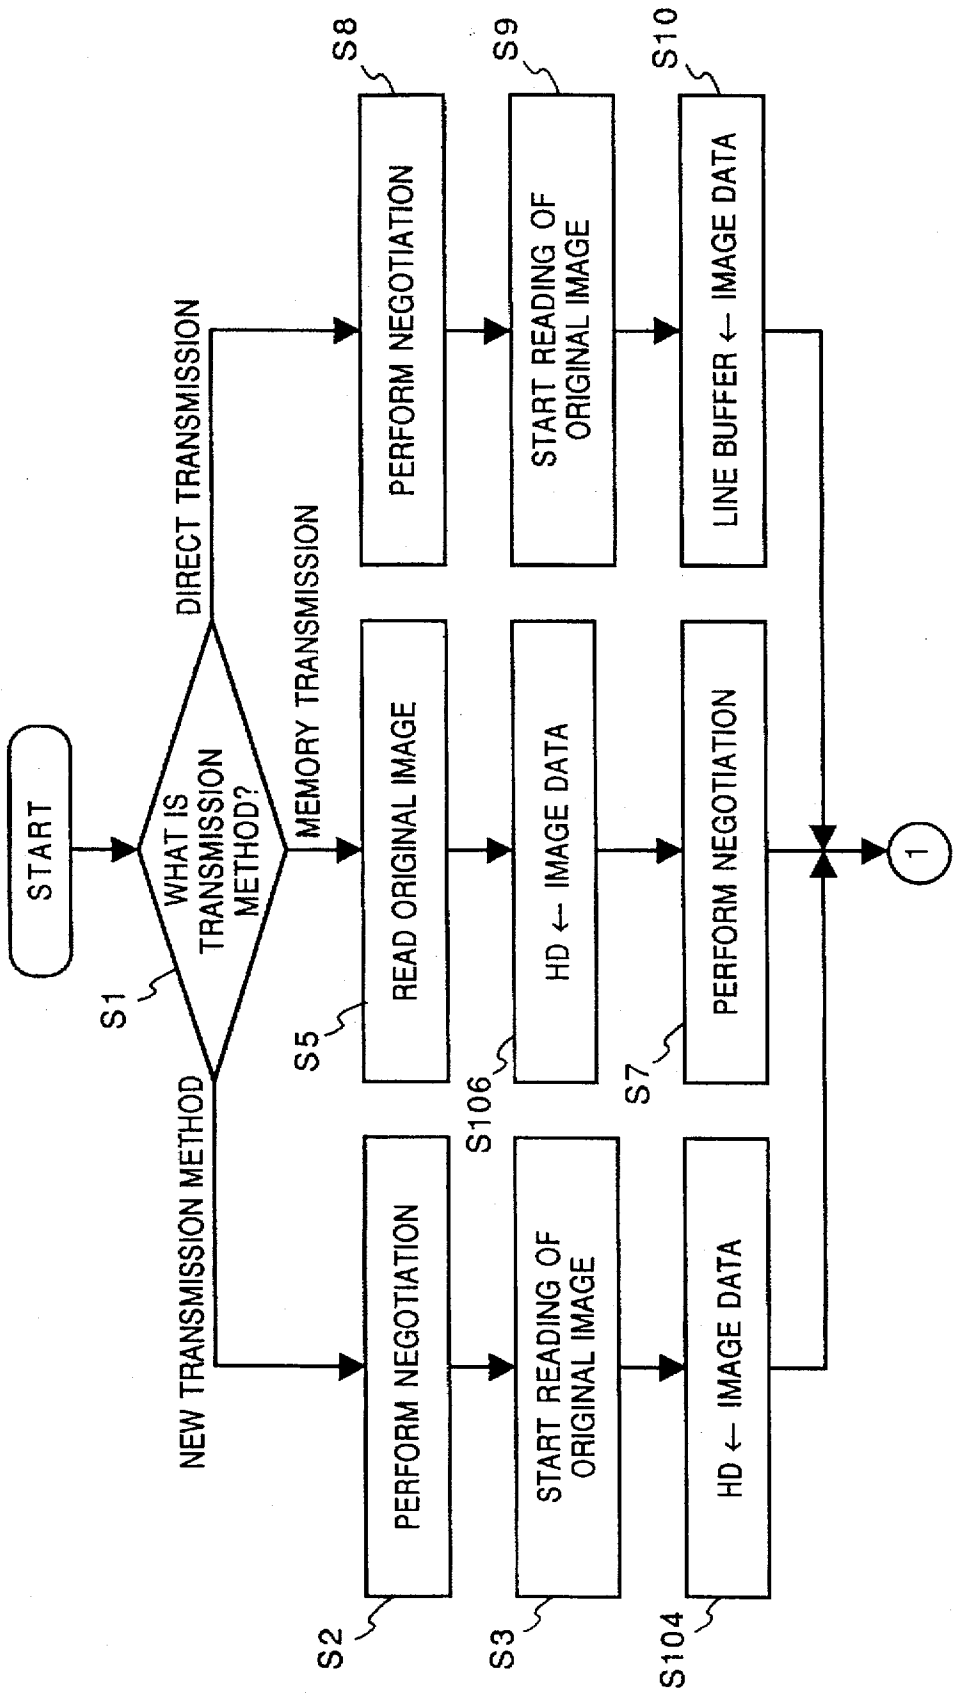 START
S1
WHAT IS
TRANSMISSION
METHOD?
NEW TRANSMISSION METHOD
MEMORY TRANSMISSION
DIRECT TRANSMISSION
S2
PERFORM NEGOTIATION
S3
START READING OF
ORIGINAL IMAGE
S104
HD ← IMAGE DATA
S5
READ ORIGINAL IMAGE
S106
HD ← IMAGE DATA
S7
PERFORM NEGOTIATION
S8
PERFORM NEGOTIATION
S9
START READING OF
ORIGINAL IMAGE
S10
LINE BUFFER ← IMAGE DATA
1